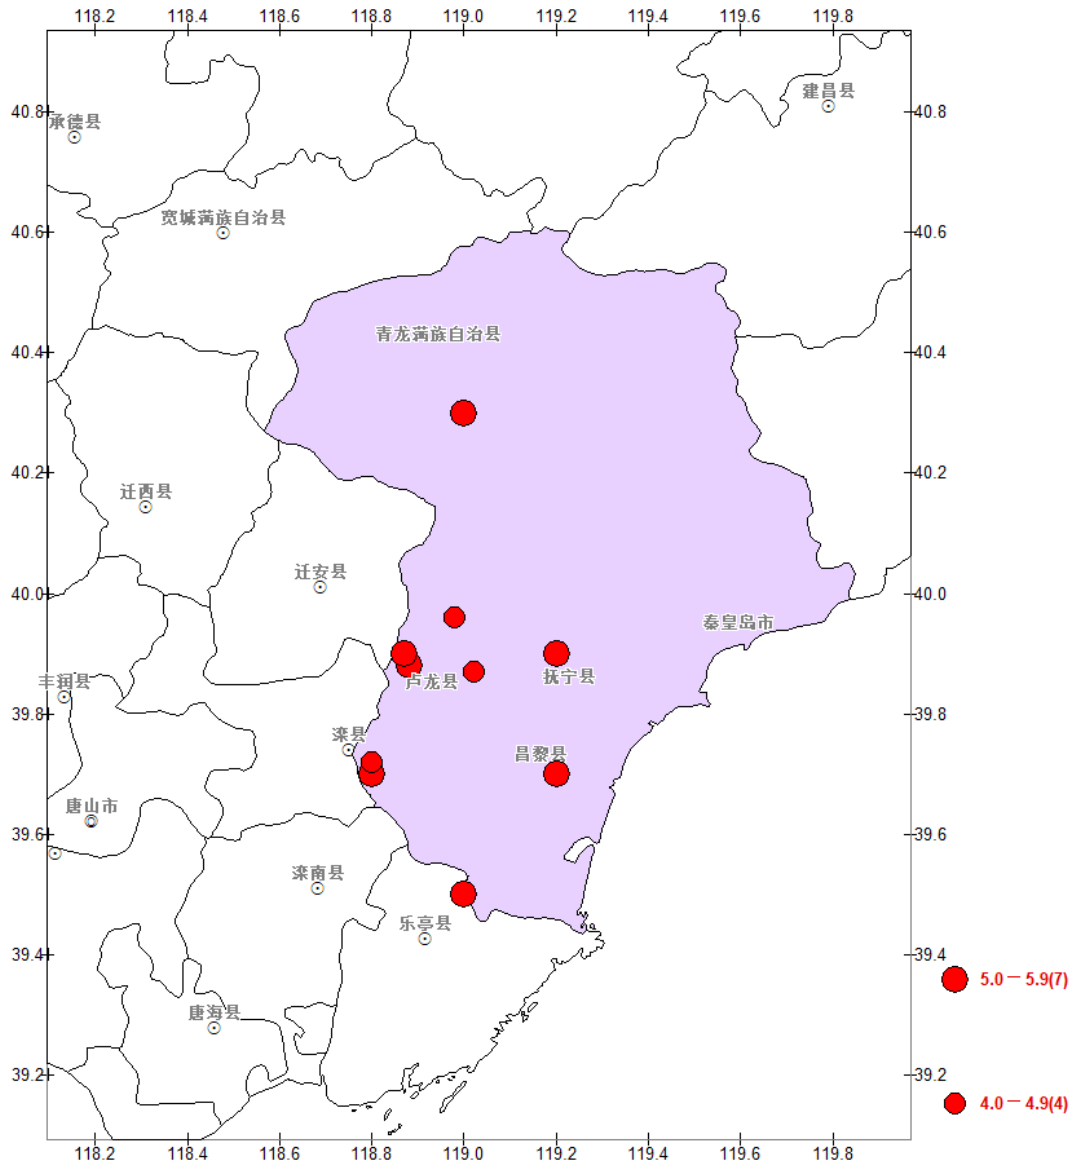 118.2 118.4 118.6 118.8 119.0 119.2 119.4 119.6 119.8
40.8 承德县 建昌县 40.8
宽城满族自治县
40.6 40.6
青龙满族自治县
40.4 40.4
40.2 40.2
迁西县
迁安县
40.0 40.0
秦皇岛市
丰润县 卢龙县 抚宁县
39.8 39.8
滦县 昌黎县
唐山市
39.6 39.6
滦南县
乐亭县
39.4 39.4
5.0－5.9(7)
唐海县
39.2 39.2
4.0－4.9(4)
118.2 118.4 118.6 118.8 119.0 119.2 119.4 119.6 119.8